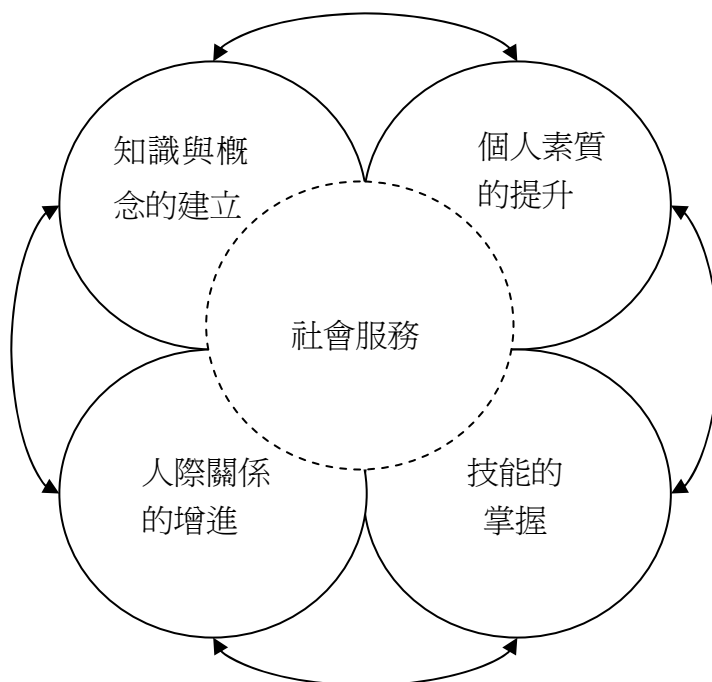 知識與概
念的建立
個人素質
的提升
社會服務
人際關係
的增進
技能的
掌握